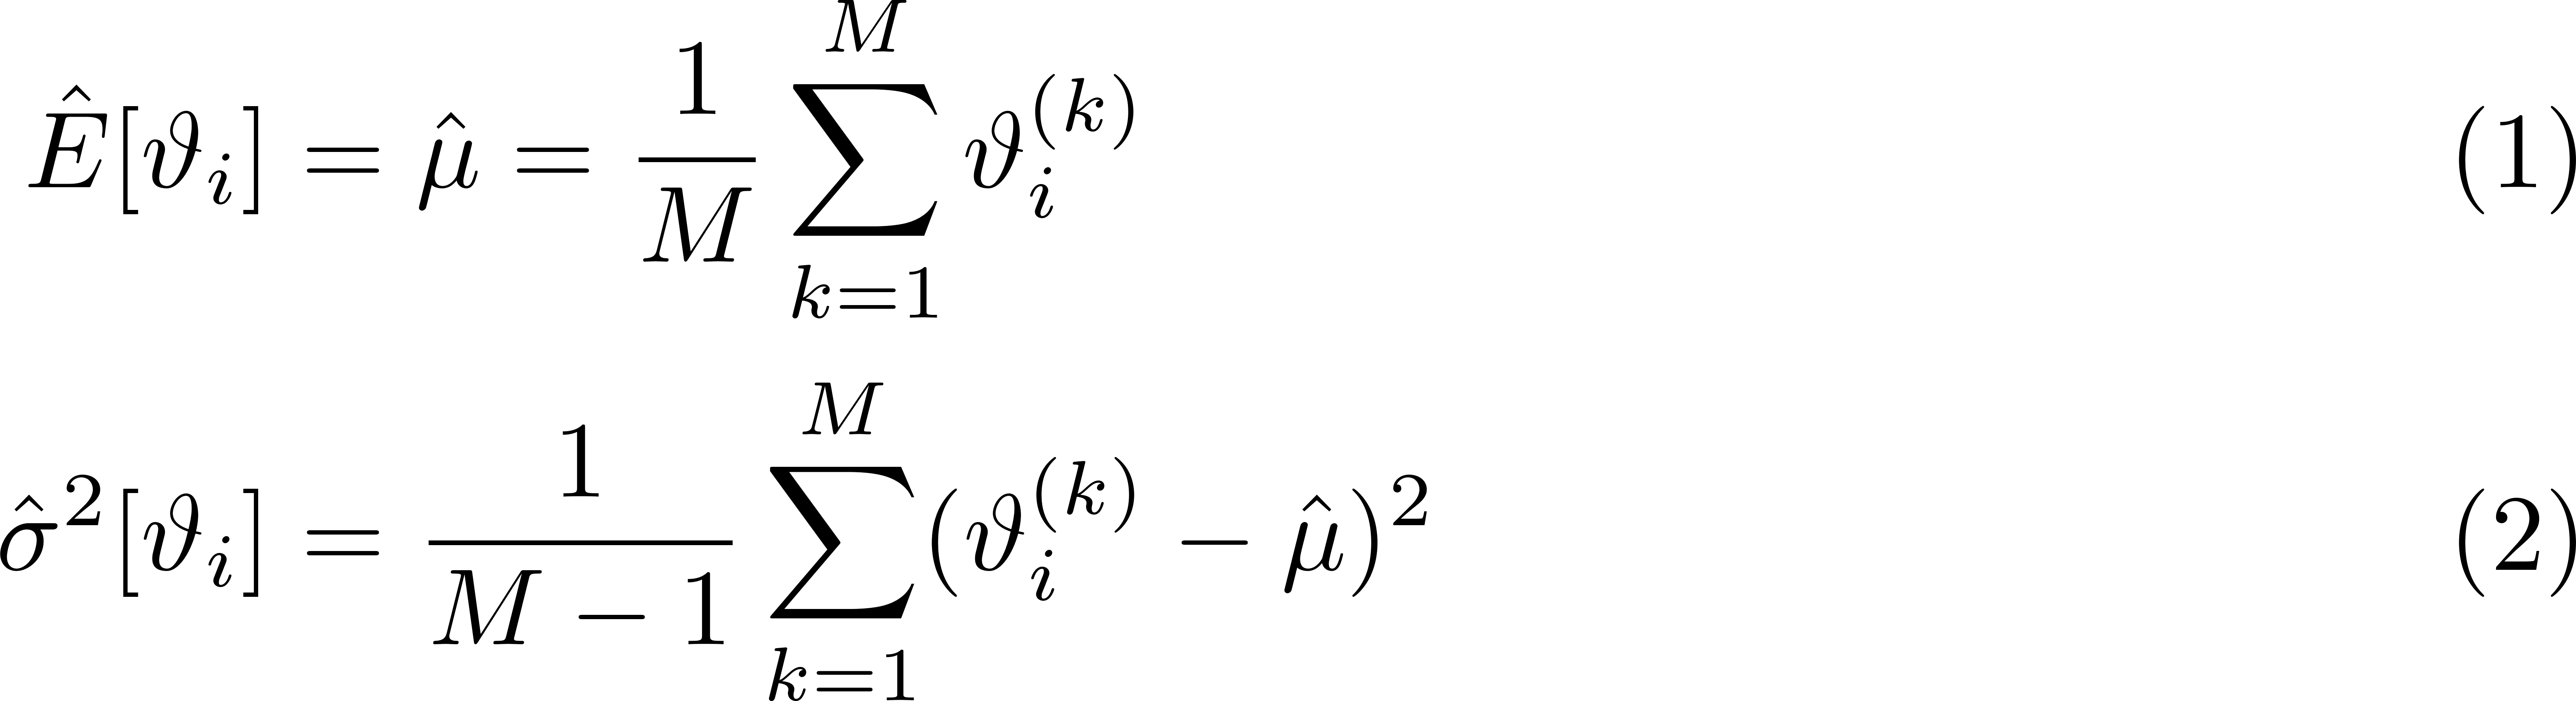 \hat{E}[\vartheta_i] = \hat{\mu} = \frac{1}{M} \sum_{k=1}^{M} \vartheta_i^{(k)} (1)
\hat{\sigma}^2[\vartheta_i] = \frac{1}{M-1} \sum_{k=1}^{M} (\vartheta_i^{(k)} - \hat{\mu})^2 (2)